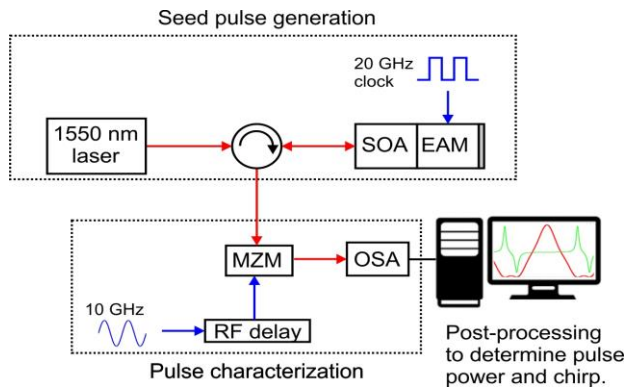 Seed pulse generation
20 GHz
clock
1550 nm
laser
SOA
EAM
MZM
OSA
10 GHz
RF delay
Pulse characterization
Post-processing
to determine pulse
power and chirp.